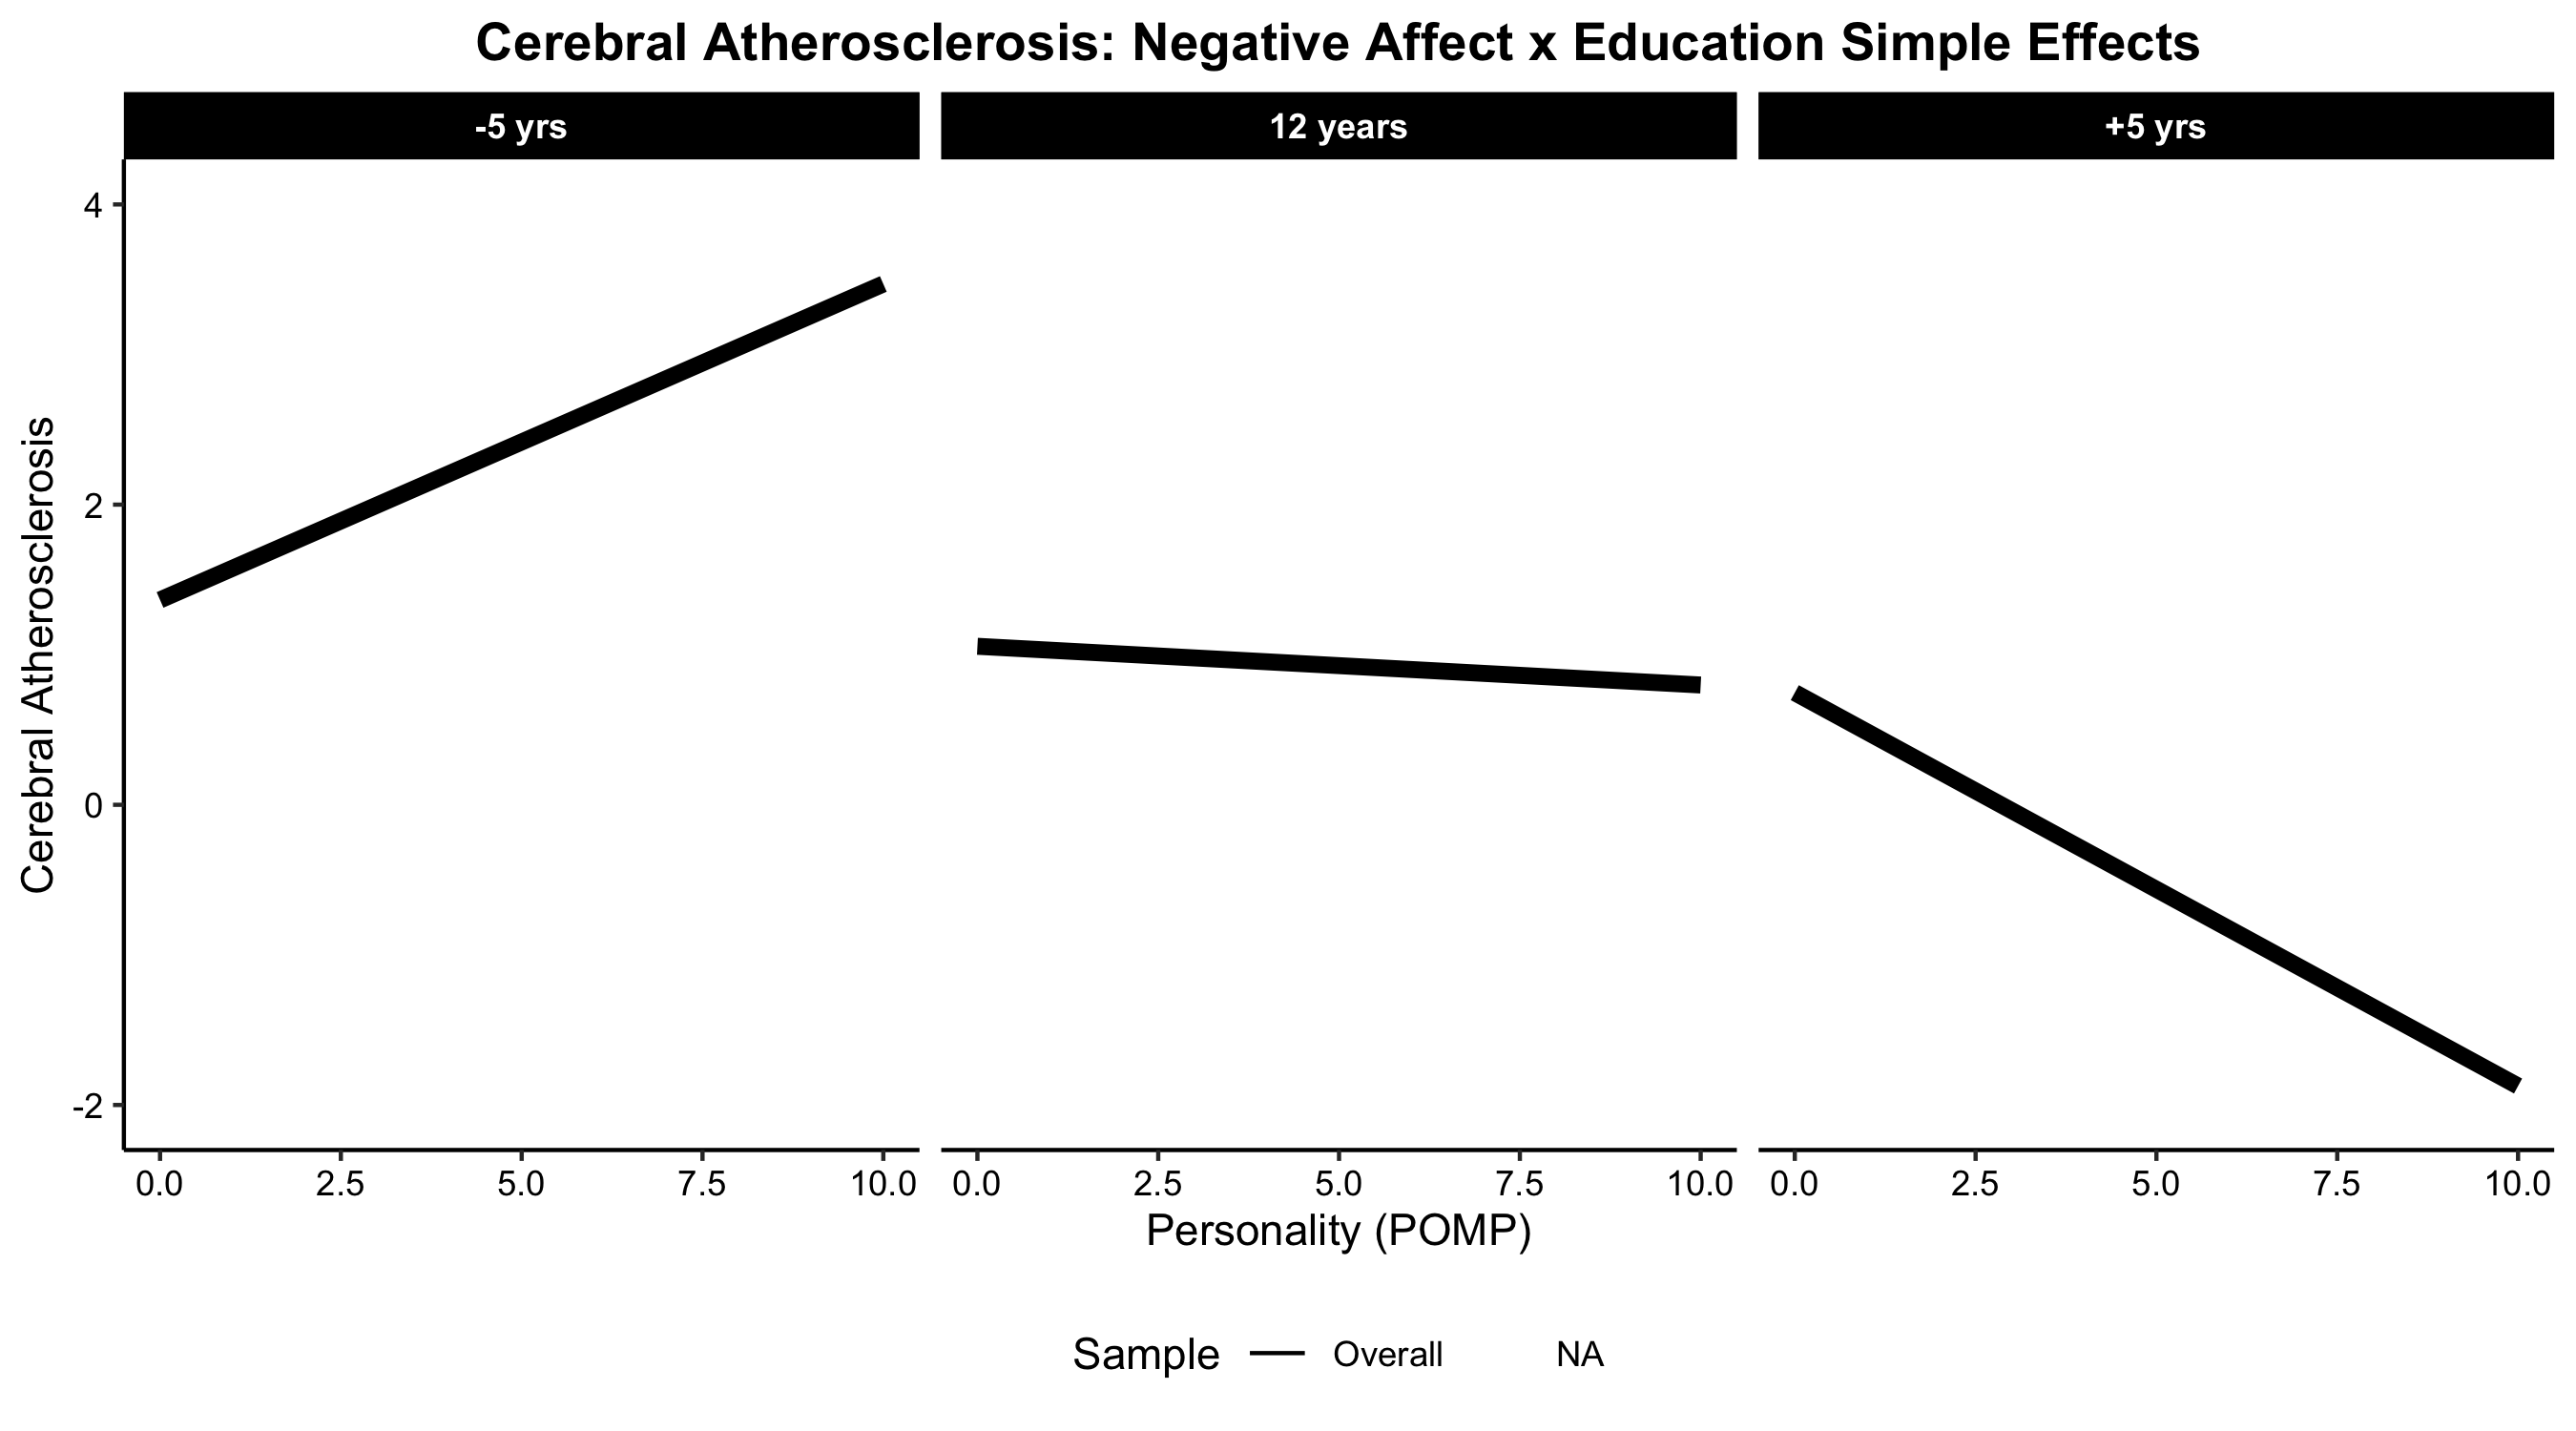 Cerebral Atherosclerosis: Negative Affect x Education Simple Effects
-5 yrs
12 years
+5 yrs
Cerebral Atherosclerosis
4
2
0
-2
0.0 2.5 5.0 7.5 10.0 0.0 2.5 5.0 7.5 10.0 0.0 2.5 5.0 7.5 10.0
Personality (POMP)
Sample Overall NA